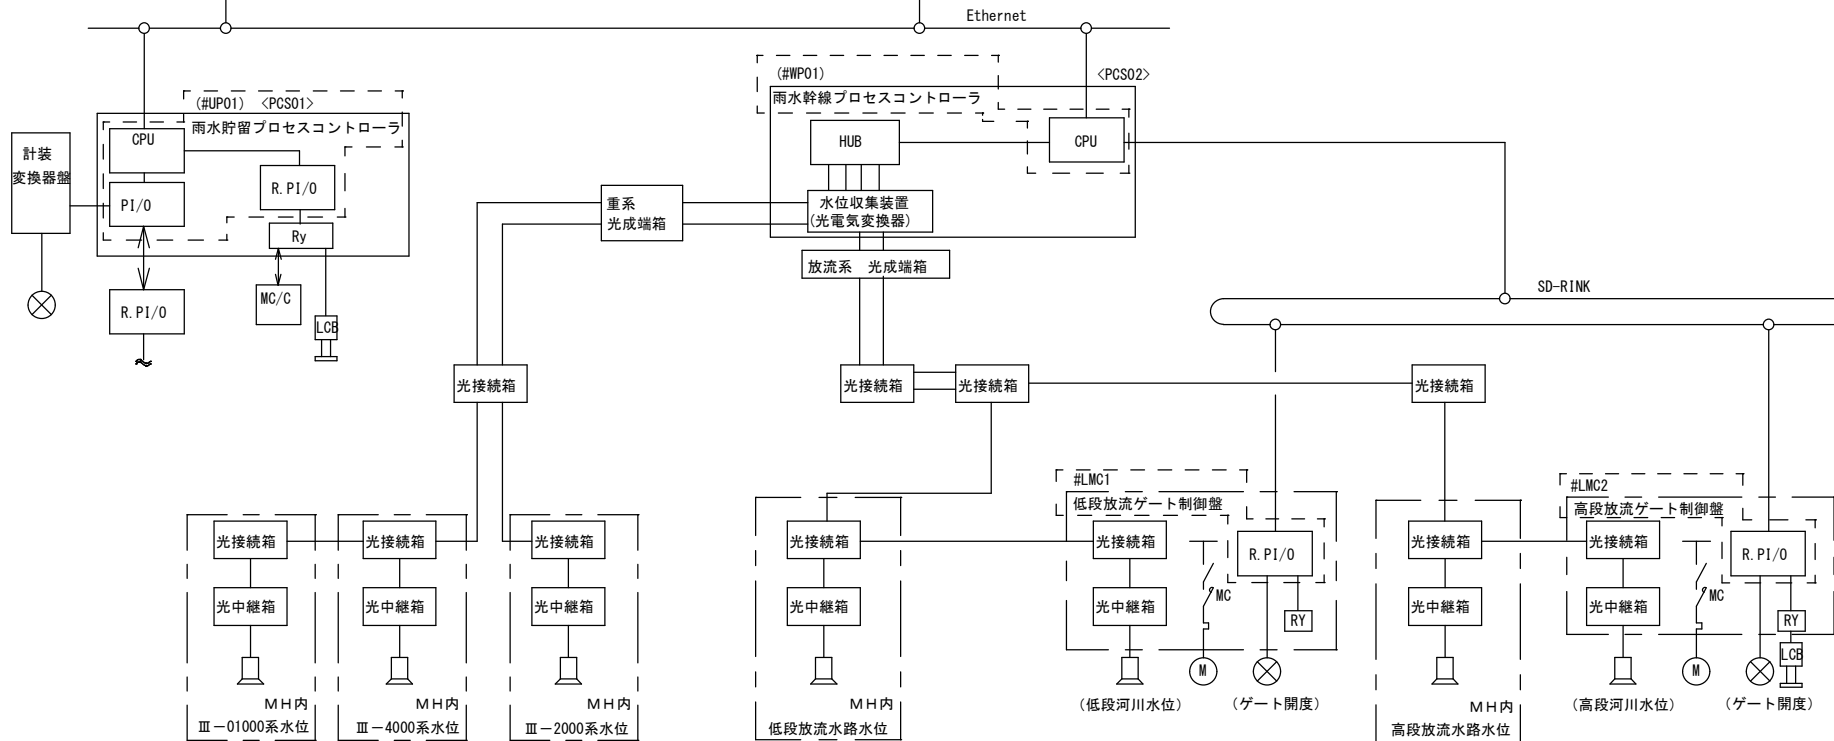 Ethernet
(#UP01) <PCS01>
雨水貯留プロセスコントローラ
CPU
R.PI/O
PI/O
Ry
計装
変換器盤
R.PI/O
MC/C
LCB
(#WP01)
<PCS02>
雨水幹線プロセスコントローラ
HUB
CPU
水位収集装置
(光電気変換器)
重系
光成端箱
放流系 光成端箱
SD-RINK
光接続箱
光接続箱
光接続箱
光接続箱
光接続箱
光中継箱
MH内
Ⅲ－01000系水位
光接続箱
光中継箱
MH内
Ⅲ－4000系水位
光接続箱
光中継箱
MH内
Ⅲ－2000系水位
光接続箱
光中継箱
MH内
低段放流水路水位
#LMC1
低段放流ゲート制御盤
光接続箱
光中継箱
R.PI/O
MC
RY
M
(低段河川水位)
(ゲート開度)
光接続箱
光中継箱
MH内
高段放流水路水位
#LMC2
高段放流ゲート制御盤
光接続箱
光中継箱
R.PI/O
MC
RY
LCB
M
(高段河川水位)
(ゲート開度)